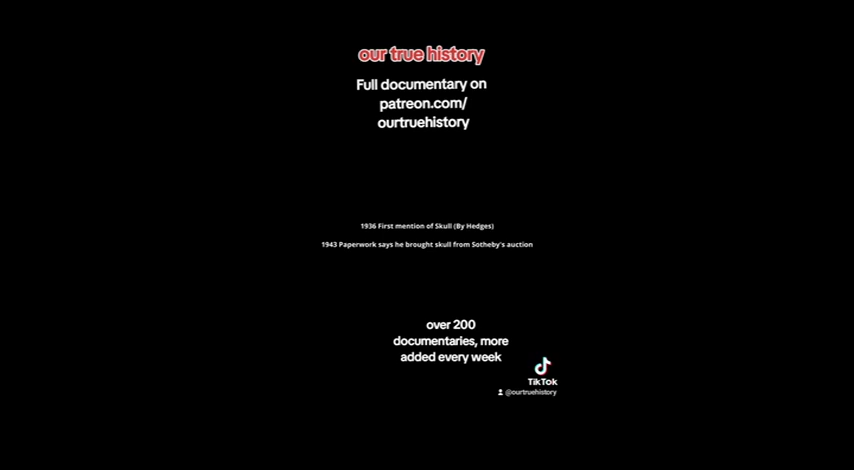 our true history
Full documentary on
patreon.com/
ourtruehistory
1936 First mention of Skull (By Hedges)
1943 Paperwork says he brought skull from Sotheby's auction
over 200
documentaries, more
added every week
TikTok
@ourtruehistory